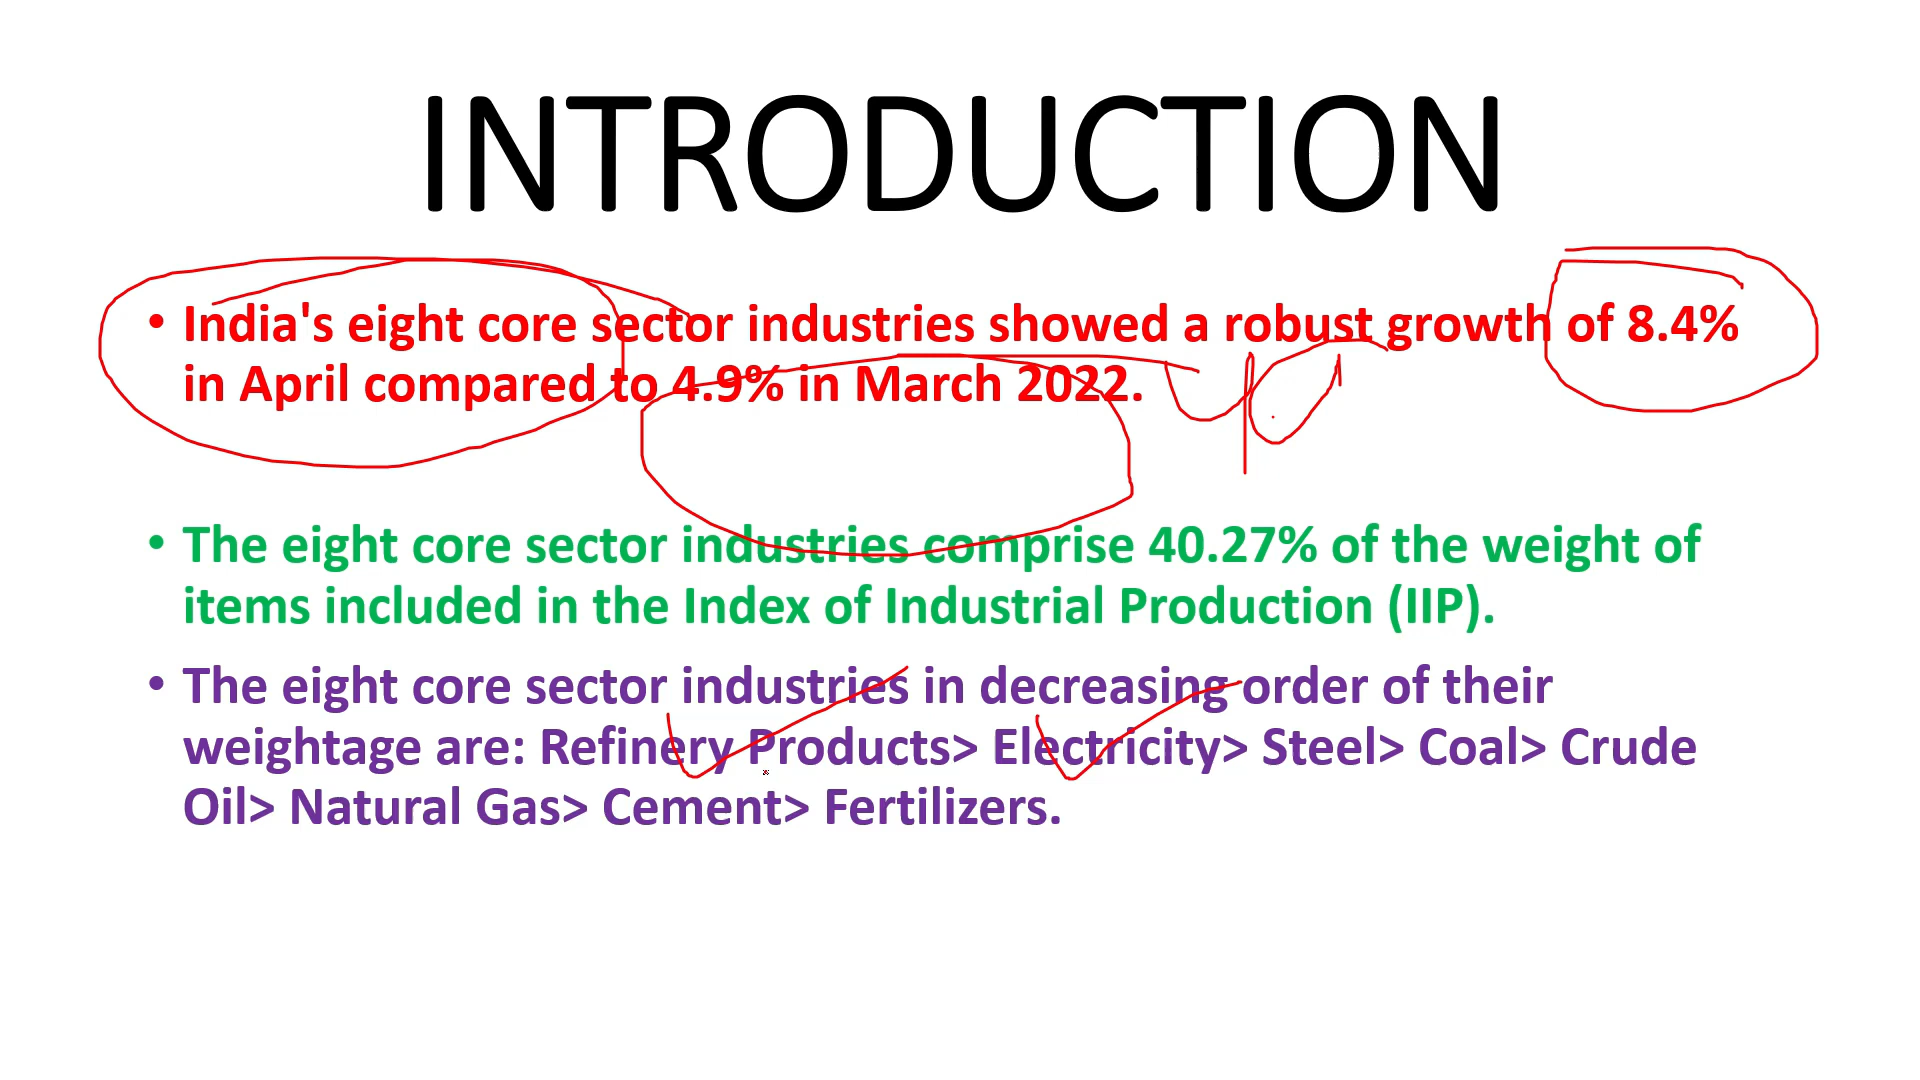 INTRODUCTION
• India's eight core sector industries showed a robust growth of 8.4%
in April compared to 4.9% in March 2022.
• The eight core sector industries comprise 40.27% of the weight of
items included in the Index of Industrial Production (IIP).
• The eight core sector industries in decreasing order of their
weightage are: Refinery Products> Electricity> Steel> Coal> Crude
Oil> Natural Gas> Cement> Fertilizers.